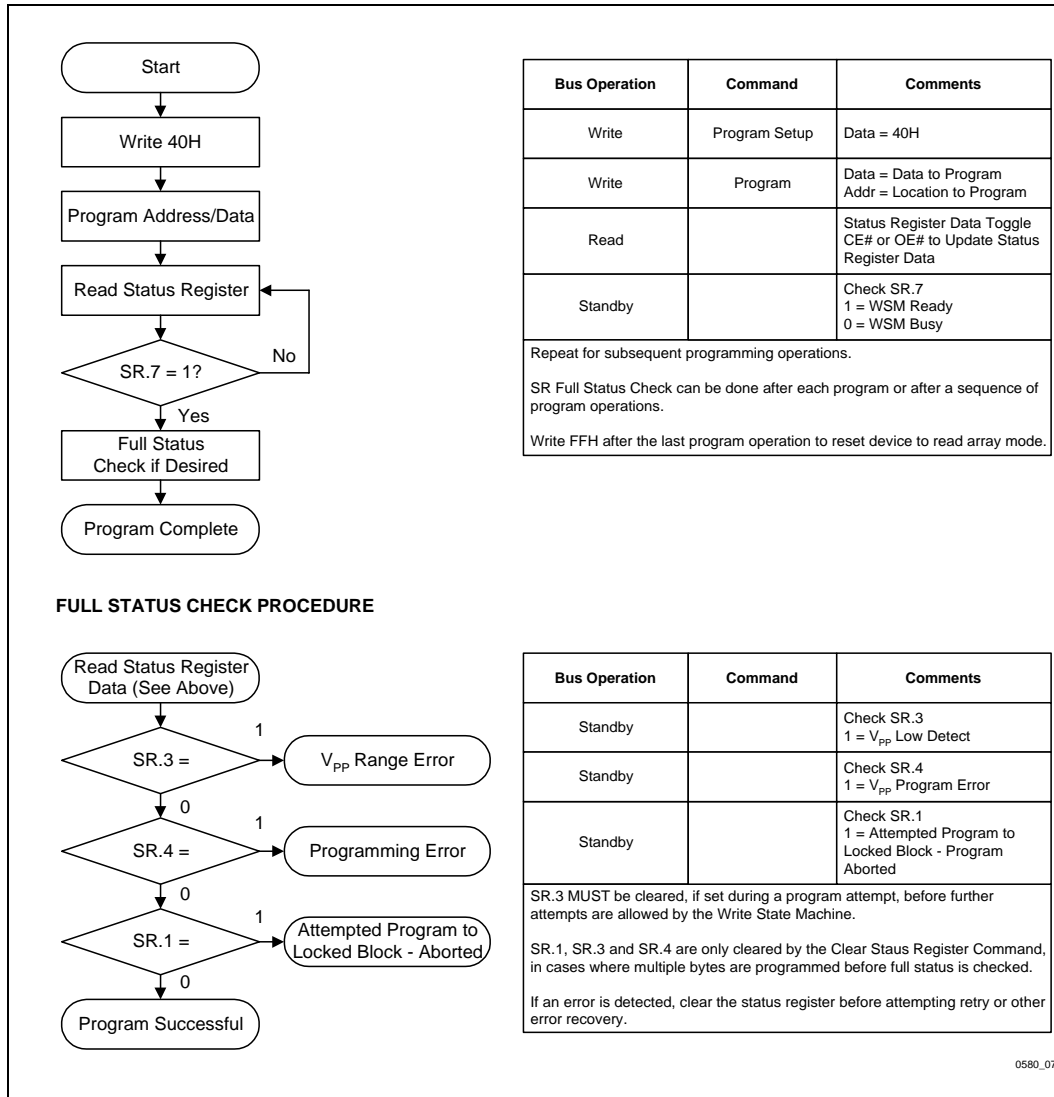 Start
Write 40H
Program Address/Data
Read Status Register
SR.7 = 1?
No
Yes
Full Status
Check if Desired
Program Complete
Bus Operation Command Comments
Write Program Setup Data = 40H
Write Program Data = Data to Program
Addr = Location to Program
Read Status Register Data Toggle
CE# or OE# to Update Status
Register Data
Standby Check SR.7
1 = WSM Ready
0 = WSM Busy
Repeat for subsequent programming operations.
SR Full Status Check can be done after each program or after a sequence of
program operations.
Write FFH after the last program operation to reset device to read array mode.
FULL STATUS CHECK PROCEDURE
Read Status Register
Data (See Above)
SR.3 =
1
VPP Range Error
0
SR.4 =
1
Programming Error
0
SR.1 =
1
Attempted Program to
Locked Block - Aborted
0
Program Successful
Bus Operation Command Comments
Standby Check SR.3
1 = VPP Low Detect
Standby Check SR.4
1 = VPP Program Error
Standby Check SR.1
1 = Attempted Program to
Locked Block - Program
Aborted
SR.3 MUST be cleared, if set during a program attempt, before further
attempts are allowed by the Write State Machine.
SR.1, SR.3 and SR.4 are only cleared by the Clear Staus Register Command,
in cases where multiple bytes are programmed before full status is checked.
If an error is detected, clear the status register before attempting retry or other
error recovery.
0580_07